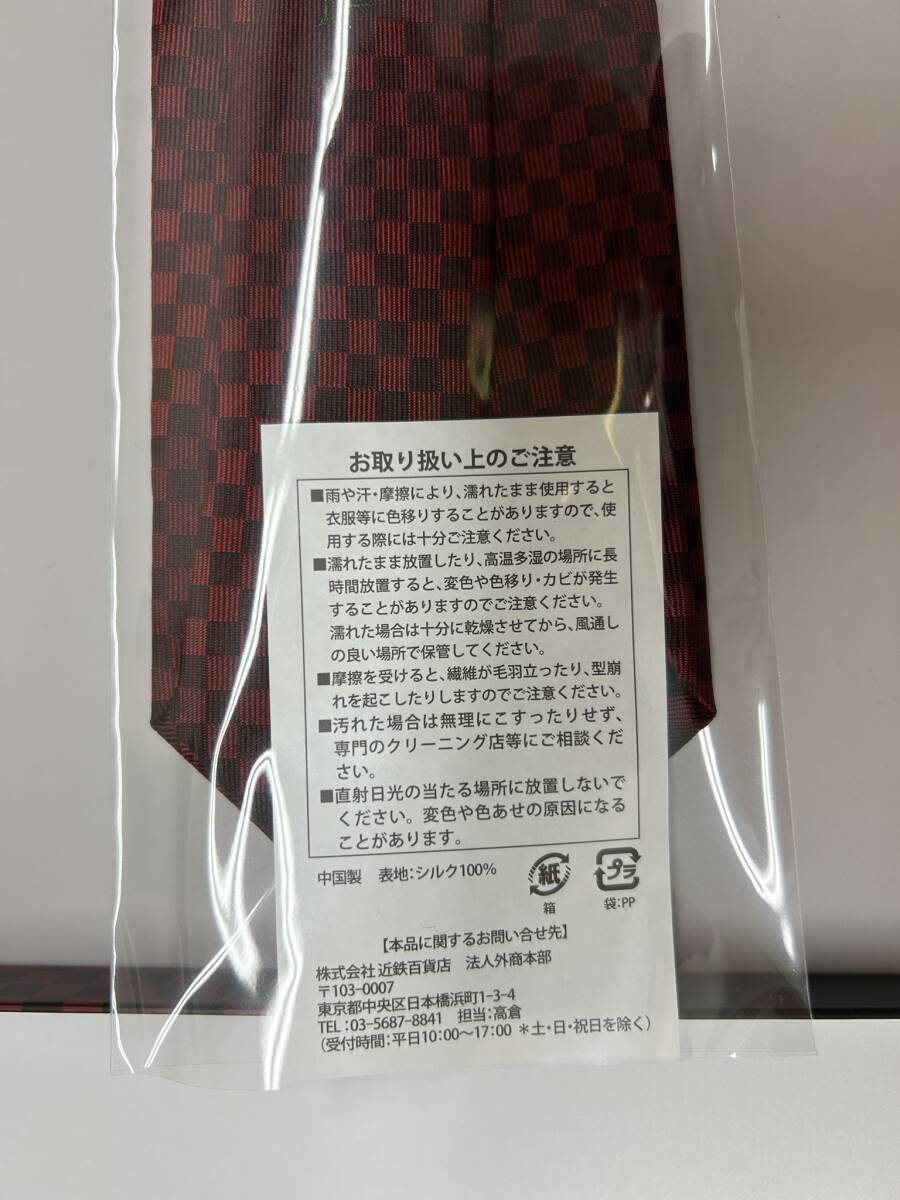 お取り扱い上のご注意
■雨や汗・摩擦により、濡れたまま使用すると
衣服等に色移りすることがありますので、使
用する際には十分ご注意ください。
■濡れたまま放置したり、高温多湿の場所に長
時間放置すると、変色や色移り・カビが発生
することがありますのでご注意ください。
濡れた場合は十分に乾燥させてから、風通し
の良い場所で保管してください。
■摩擦を受けると、繊維が毛羽立ったり、型崩
れを起こしたりしますのでご注意ください。
■汚れた場合は無理にこすったりせず、
専門のクリーニング店等にご相談くだ
さい。
■直射日光の当たる場所に放置しないで
ください。変色や色あせの原因になる
ことがあります。
中国製 表地:シルク100%
紙
箱
プラ
袋:PP
【本品に関するお問い合せ先】
株式会社 近鉄百貨店 法人外商本部
〒103-0007
東京都中央区日本橋浜町1-3-4
TEL:03-5687-8841 担当:高倉
(受付時間:平日10:00〜17:00 *土・日・祝日を除く)